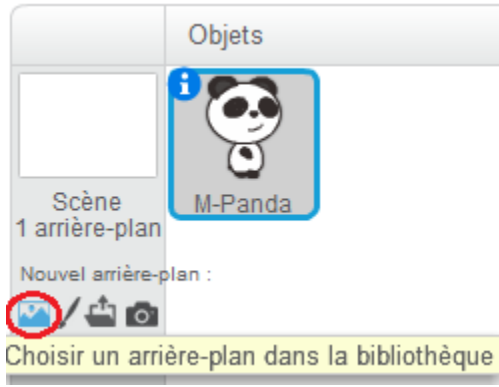 Objets
M-Panda
Scène
1 arrière-plan
Nouvel arrière-plan :
Choisir un arrière-plan dans la bibliothèque